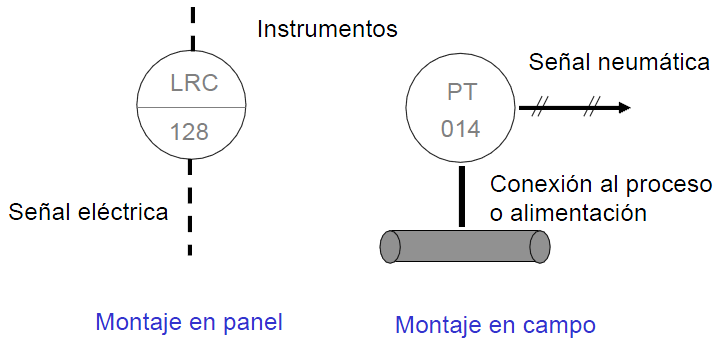 Instrumentos
LRC
128
Señal eléctrica
Montaje en panel
PT
014
Señal neumática
Conexión al proceso
o alimentación
Montaje en campo